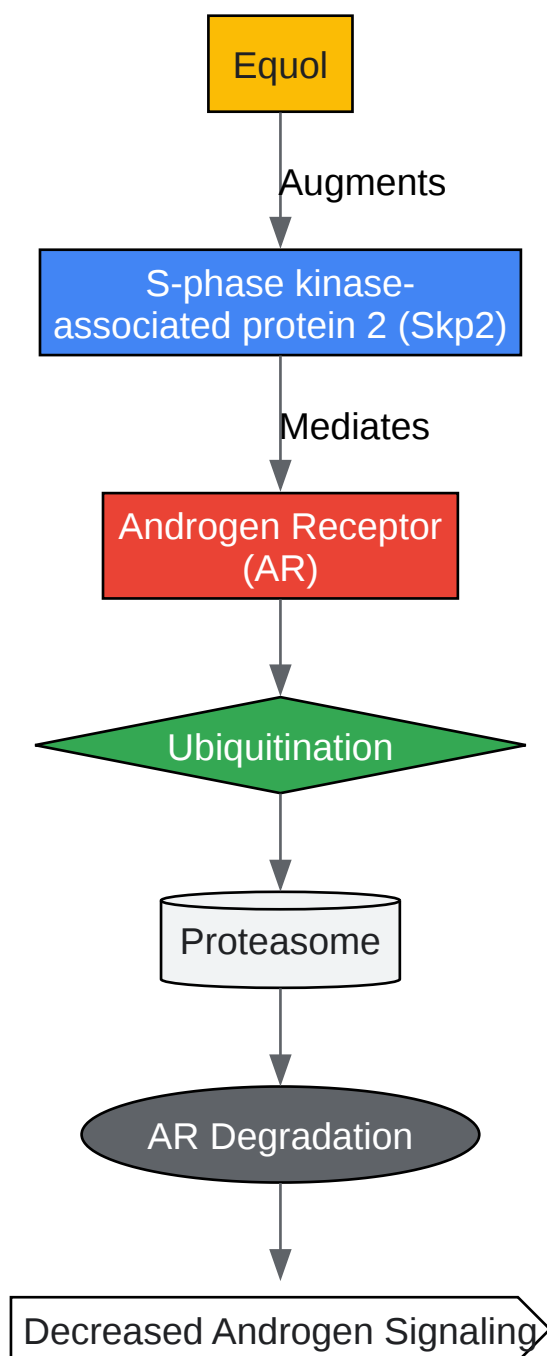 Equol
Augments
S-phase kinase-
associated protein 2 (Skp2)
Mediates
Androgen Receptor
(AR)
Ubiquitination
Proteasome
AR Degradation
Decreased Androgen Signaling